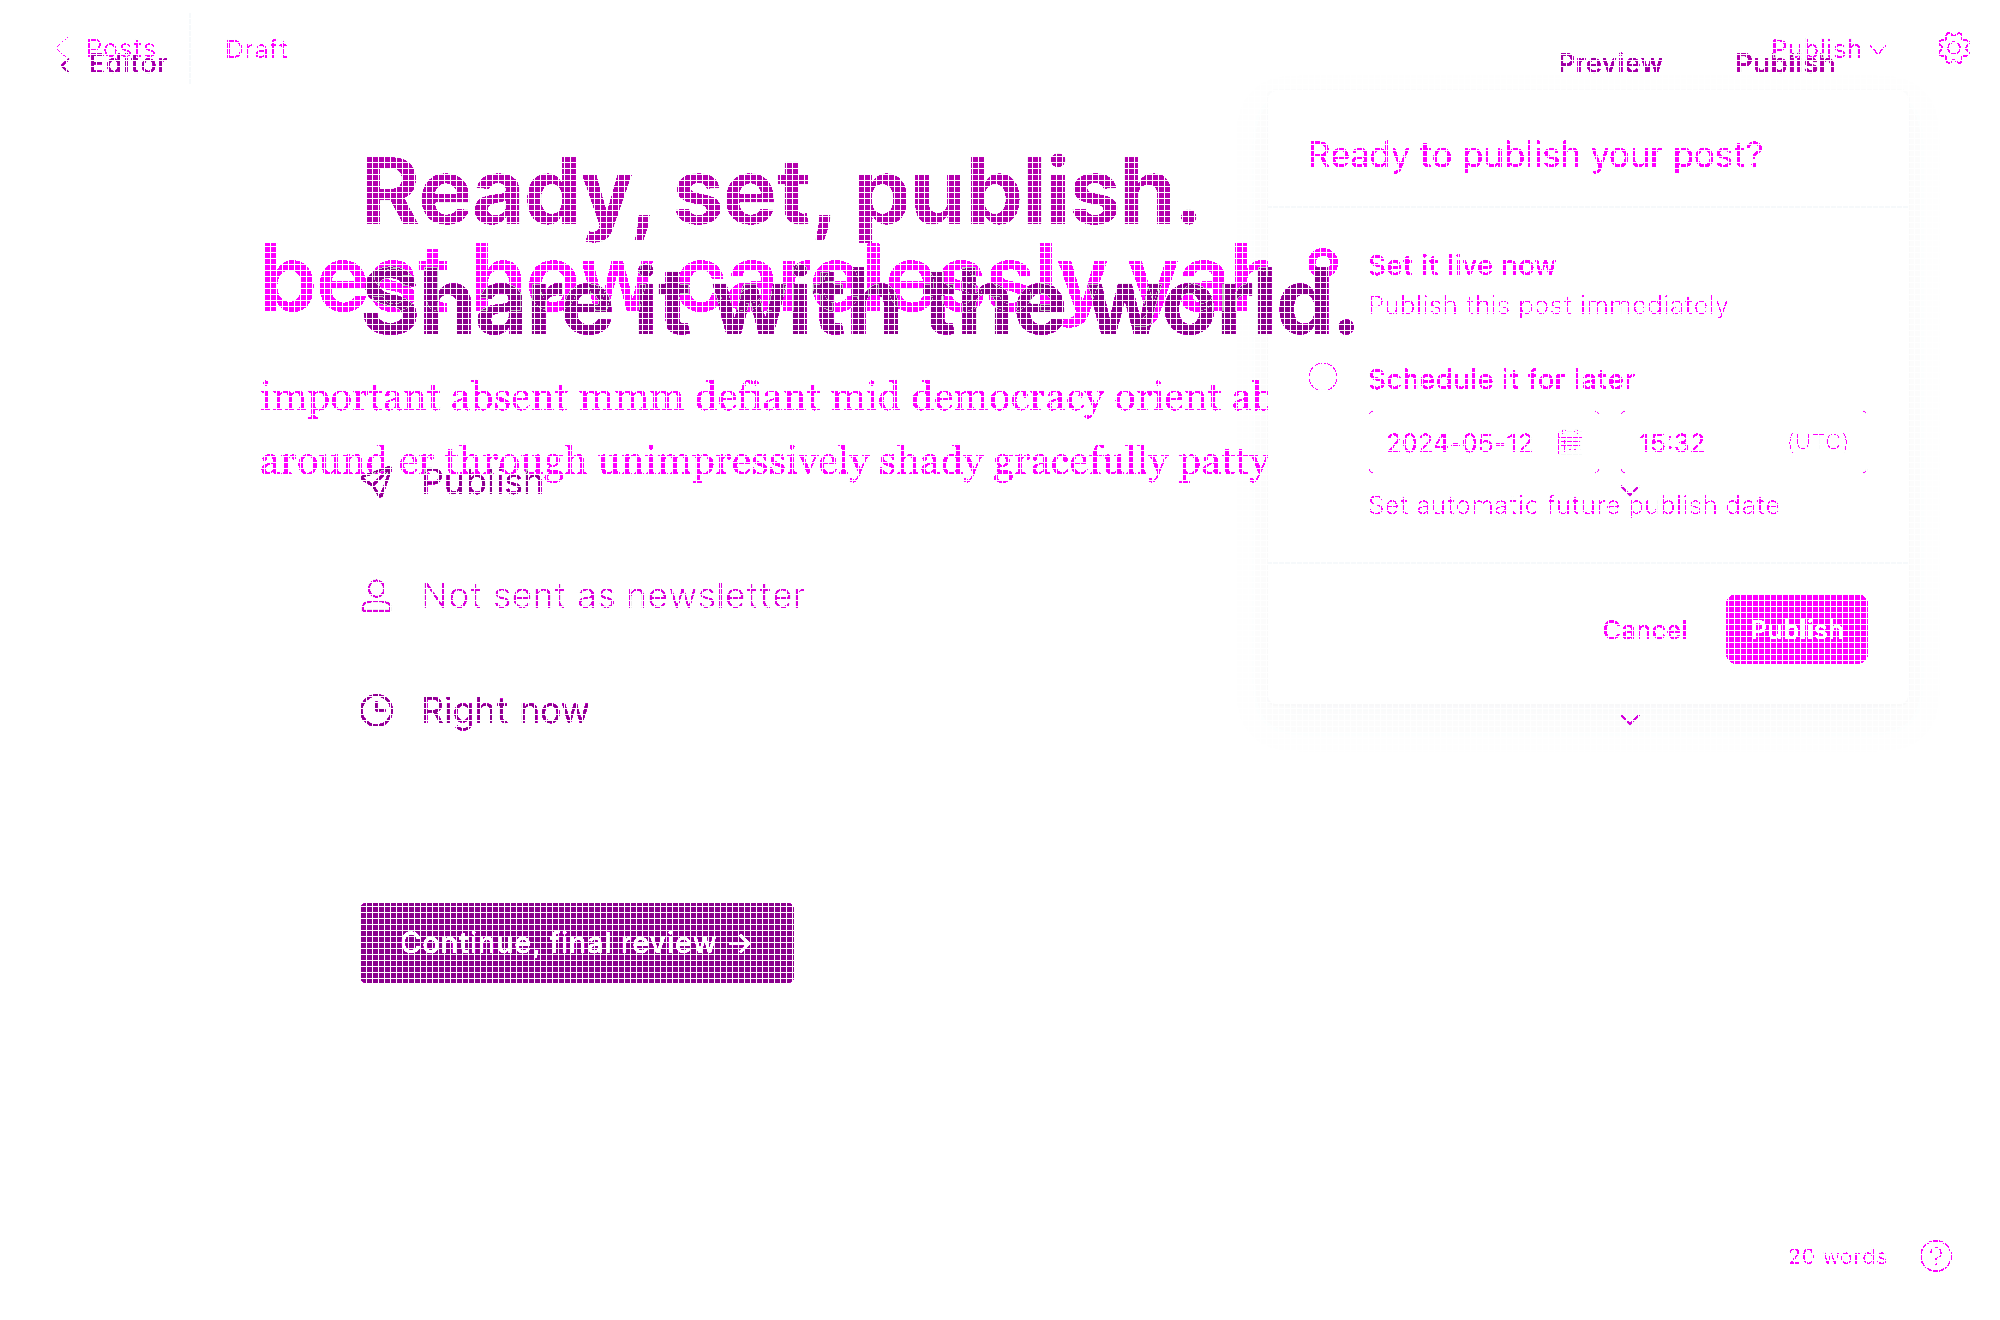 Posts
Draft
Publish
Editor
Preview
Publish
Ready to publish your post?
Ready, set, publish.
best how carelessly yah
Share it with the world.
Set it live now
Publish this post immediately
Schedule it for later
important absent mmm defiant mid democracy orient ab
2024-05-12
15:32
(UTC)
around er through unimpressively shady gracefully patty
Publish
Set automatic future publish date
Not sent as newsletter
Cancel
Publish
Right now
Continue, final review →
20 words
?